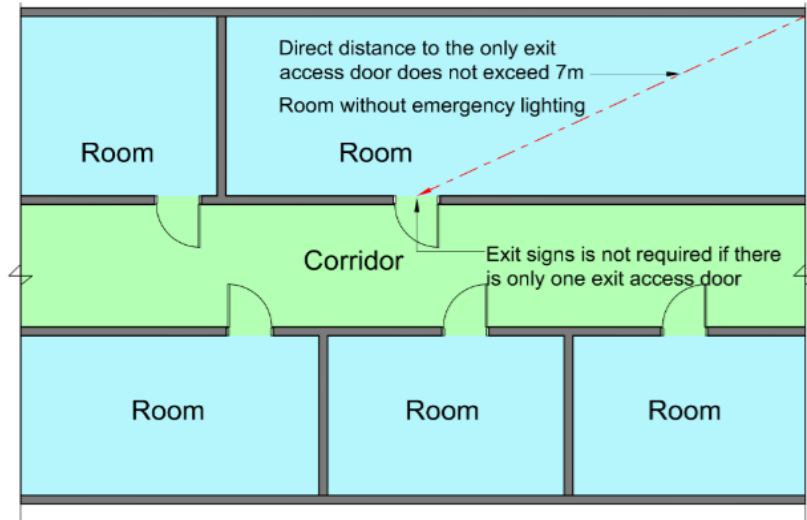 Direct distance to the only exit
access door does not exceed 7m
Room without emergency lighting
Room
Room
Corridor
Exit signs is not required if there
is only one exit access door
Room
Room
Room